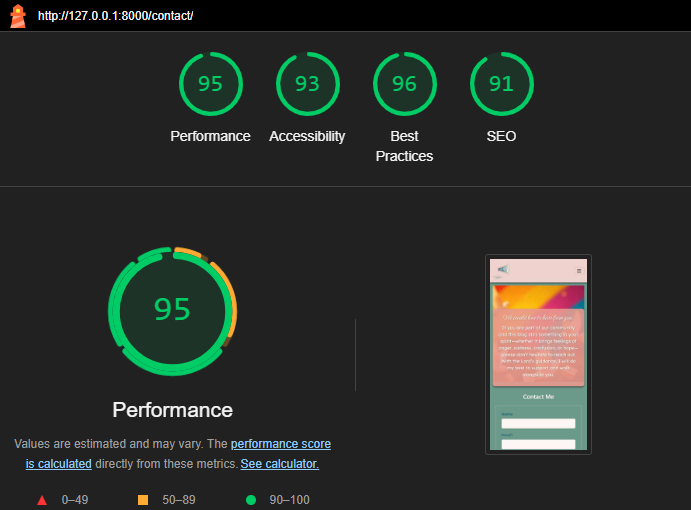 http://127.0.0.1:8000/contact/
95 93 96 91
Performance Accessibility Best Practices SEO
95
Performance
Values are estimated and may vary. The performance score
is calculated directly from these metrics. See calculator.
0–49 50–89 90–100
Contact Me
Name
Email